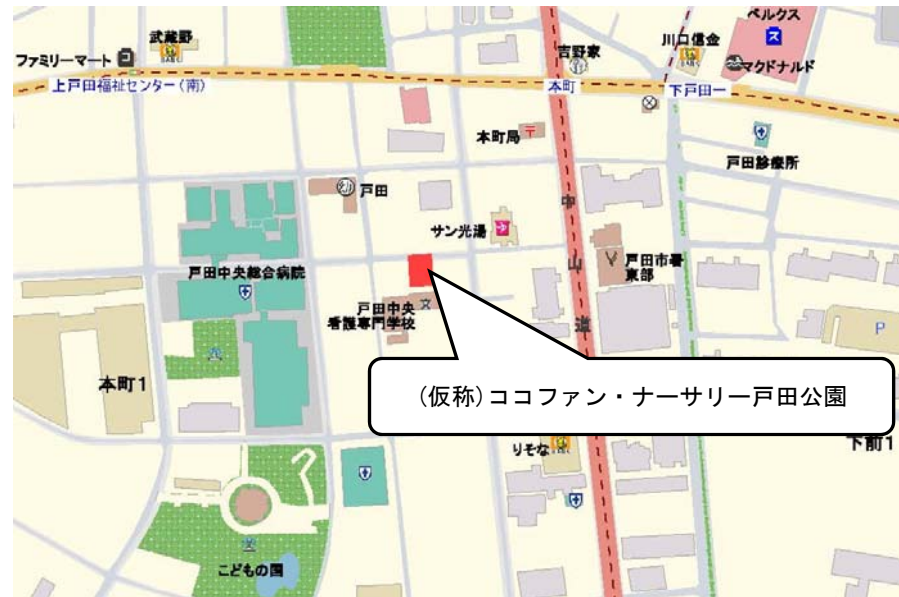 ベルクス
武蔵野
ファミリーマート
吉野家
川口信金
マクドナルド
上戸田福祉センター(南)
本町
下戸田一
本町局
戸田診療所
戸田
サン光湯
中
山
道
戸田市署
東部
戸田中央総合病院
戸田中央
看護専門学校
文
P
(仮称)ココファン・ナーサリー戸田公園
本町1
下前1
りそな
こどもの国